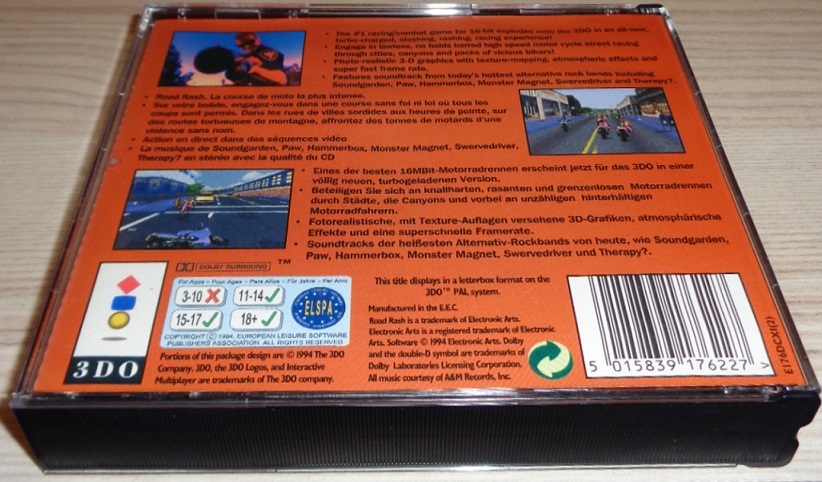 • The #1 racing/combat game for 16-bit explodes onto the 3DO in an all-new,
turbo-charged, slashing, rashing, racing experience!
• Engage in lawless, no holds barred high speed motor cycle street racing
through cities, canyons and packs of vicious bikers!
• Photo-realistic 3-D graphics with texture-mapping, atmospheric effects and
super fast frame rate.
• Features soundtrack from today's hottest alternative rock bands including
Soundgarden, Paw, Hammerbox, Monster Magnet, Swervedriver and Therapy?.
• Road Rash. La course de moto la plus intense.
• Sur votre bolide, engagez-vous dans une course sans foi ni loi où tous les
coups sont permis. Dans les rues de villes sordides aux heures de pointe, sur
des routes tortueuses de montagne, affrontez des tonnes de motards d'une
violence sans nom.
• Action en direct dans des séquences vidéo
• La musique de Soundgarden, Paw, Hammerbox, Monster Magnet, Swervedriver,
Therapy? en stéréo avec la qualité du CD
• Eines der besten 16MBit-Motorradrennen erscheint jetzt für das 3DO in einer
völlig neuen, turbogeladenen Version.
• Beteiligen Sie sich an knallharten, rasanten und grenzenlosen Motorradrennen
durch Städte, die Canyons und vorbei an unzähligen hinterhältigen
Motorradfahrern.
• Fotorealistische, mit Texture-Auflagen versehene 3D-Grafiken, atmosphärische
Effekte und eine superschnelle Framerate.
• Soundtracks der heißesten Alternativ-Rockbands von heute, wie Soundgarden,
Paw, Hammerbox, Monster Magnet, Swervedriver und Therapy?.
DOLBY SURROUND ™
3DO
For Ages - Pour Ages - Para Años - Für Jahre - Per Anni
3-10 11-14
15-17 18+
ELSPA
COPYRIGHT © 1994, EUROPEAN LEISURE SOFTWARE
PUBLISHERS ASSOCIATION. ALL RIGHTS RESERVED
Portions of this package design are © 1994 The 3DO
Company. 3DO, the 3DO Logos, and Interactive
Multiplayer are trademarks of The 3DO company.
This title displays in a letterbox format on the
3DO™ PAL system.
Manufactured in the E.E.C.
Road Rash is a trademark of Electronic Arts.
Electronic Arts is a registered trademark of Electronic
Arts. Software © 1994 Electronic Arts. Dolby
and the double-D symbol are trademarks of
Dolby Laboratories Licensing Corporation.
All music courtesy of A&M Records, Inc.
5 015839 176227 >
E176DCXI(2)